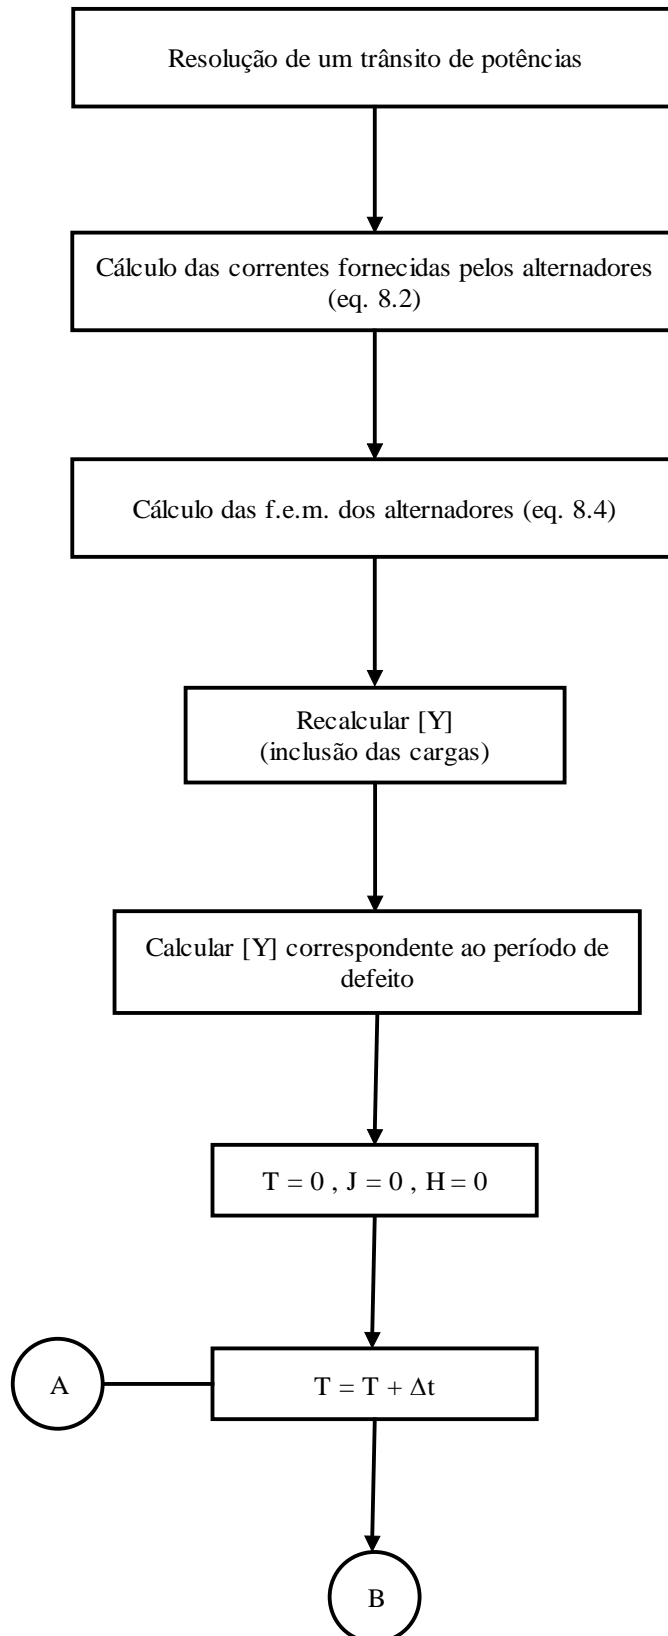 Resolução de um trânsito de potências
Cálculo das correntes fornecidas pelos alternadores
(eq. 8.2)
Cálculo das f.e.m. dos alternadores (eq. 8.4)
Recalcular [Y]
(inclusão das cargas)
Calcular [Y] correspondente ao período de
defeito
T = 0 , J = 0 , H = 0
A
T = T + Δt
B